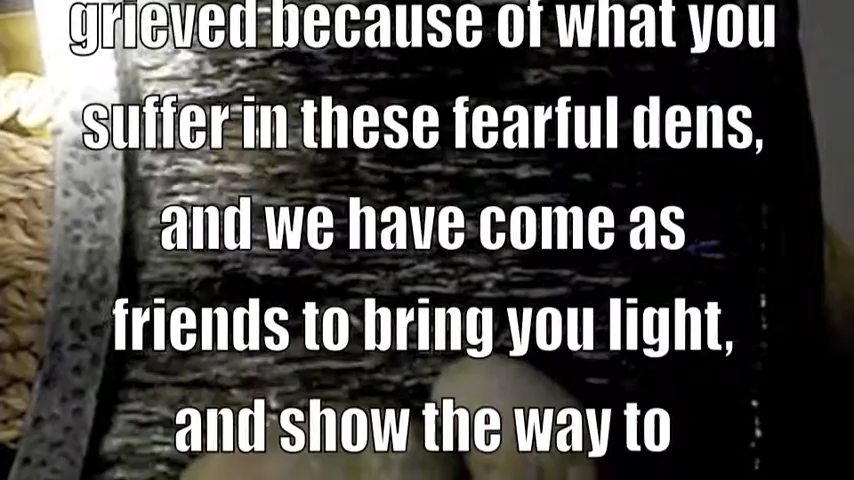 grieved because of what you
suffer in these fearful dens,
and we have come as
friends to bring you light,
and show the way to